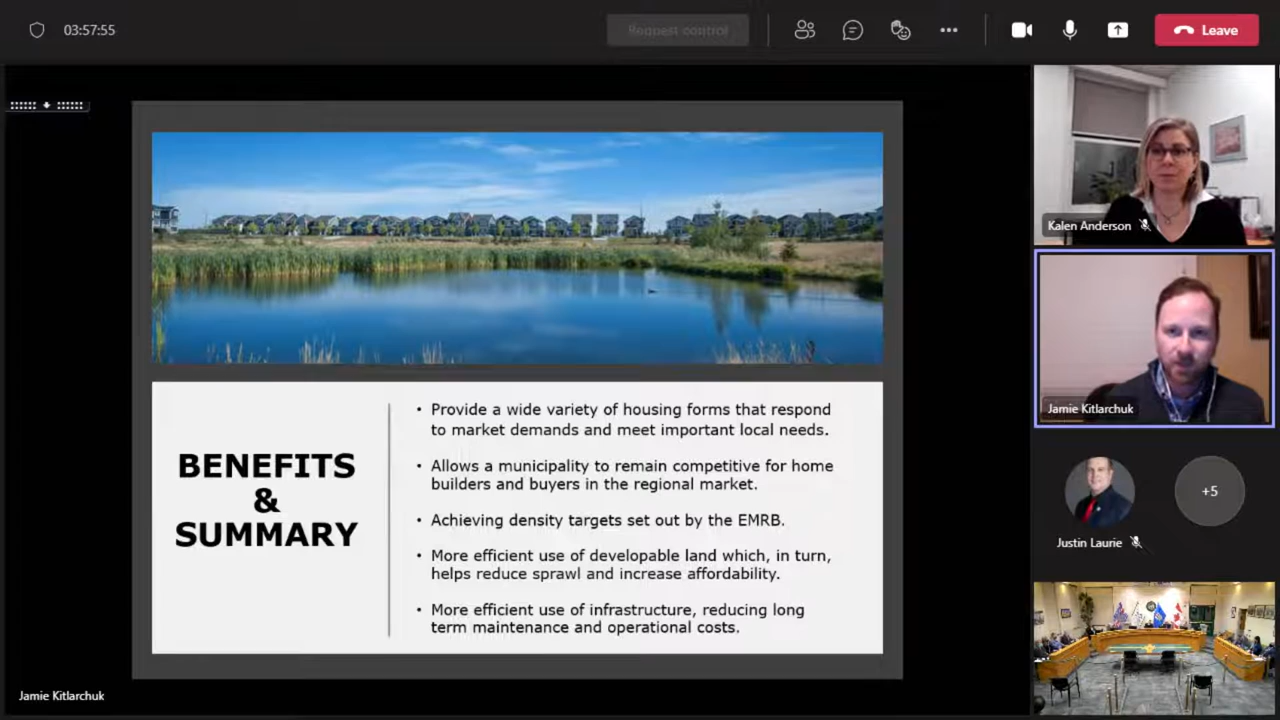 03:57:55
Request control
Leave
Kalen Anderson
Jamie Kitlarchuk
Justin Laurie
+5
BENEFITS
&
SUMMARY
• Provide a wide variety of housing forms that respond
to market demands and meet important local needs.
• Allows a municipality to remain competitive for home
builders and buyers in the regional market.
• Achieving density targets set out by the EMRB.
• More efficient use of developable land which, in turn,
helps reduce sprawl and increase affordability.
• More efficient use of infrastructure, reducing long
term maintenance and operational costs.
Jamie Kitlarchuk